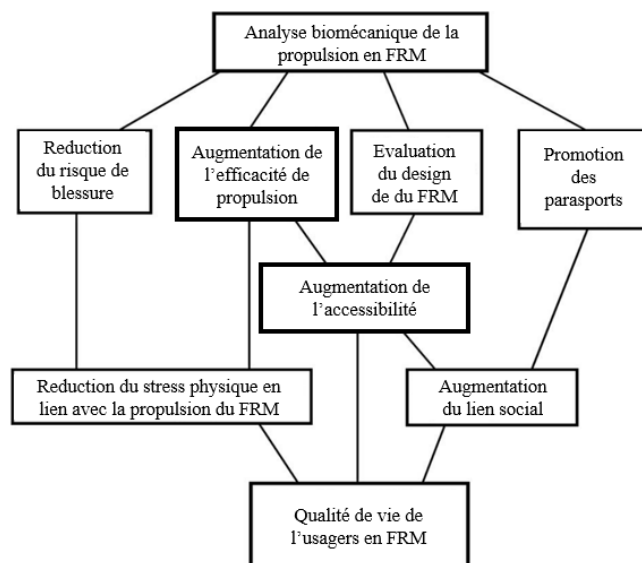 Analyse biomécanique de la
propulsion en FRM
Reduction
du risque de
blessure
Augmentation de
l’efficacité de
propulsion
Evaluation
du design
de du FRM
Promotion
des
parasports
Augmentation de
l’accessibilité
Reduction du stress physique en
lien avec la propulsion du FRM
Augmentation
du lien social
Qualité de vie de
l’usagers en FRM